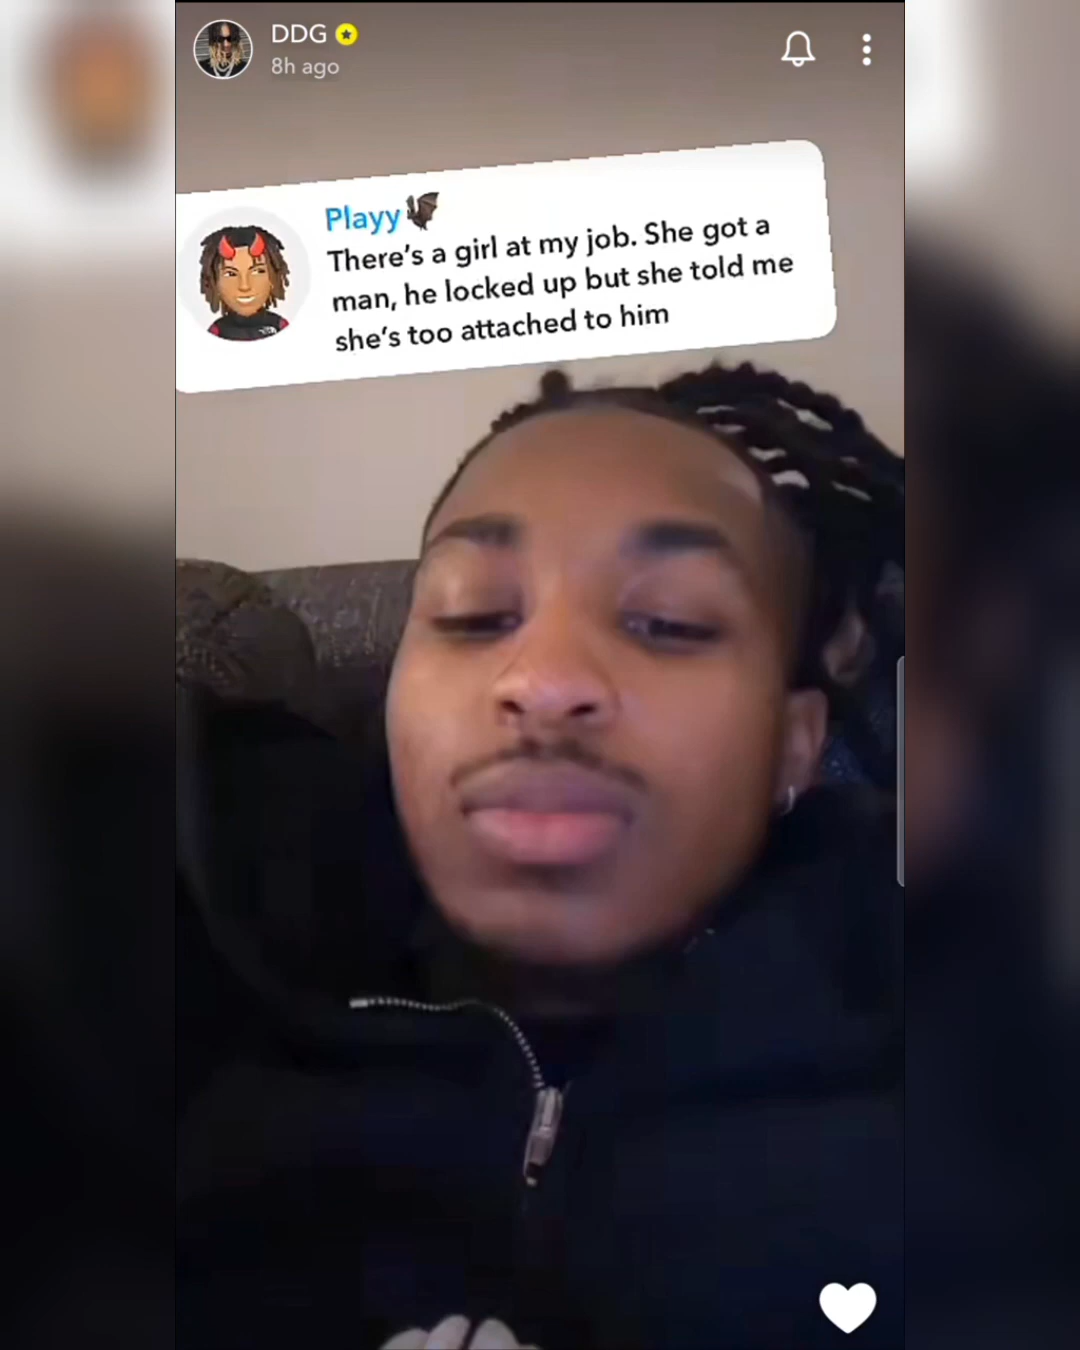 DDG
8h ago
Playy🦇
There's a girl at my job. She got a
man, he locked up but she told me
she's too attached to him